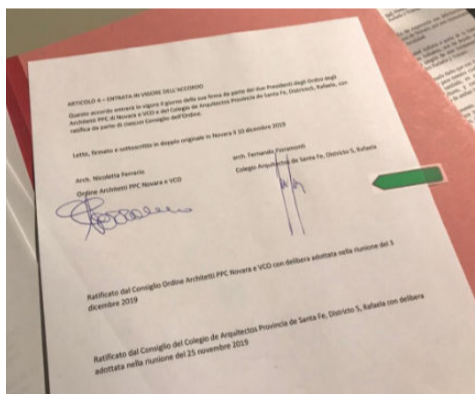 ARTICOLO 4 – ENTRATA IN VIGORE DELL'ACCORDO
Questo accordo entrerà in vigore il giorno della sua firma da parte dei due Presidenti degli Ordini degli
Architetti PPC di Novara e VCO e del Colegio de Arquitectos Provincia de Santa Fe, Districto5, Rafaela, con
ratifica da parte di ciascun Consiglio dell'Ordine.
Letto, firmato e sottoscritto in doppio originale in Novara il 10 dicembre 2019
Arch. Nicoletta Ferrario
arch. Fernando
Ordine Architetti PPC Novara e VCO
Colegio Arquitectos Provincia de Santa Fe, Districto 5, Rafaela
Ratificato dal Consiglio Ordine Architetti PPC Novara e VCO con delibera adottata nella riunione del 3
dicembre 2019
Ratificato dal Consiglio del Colegio de Arquitectos Provincia de Santa Fe, Districto 5, Rafaela con delibera
adottata nella riunione del 25 novembre 2019